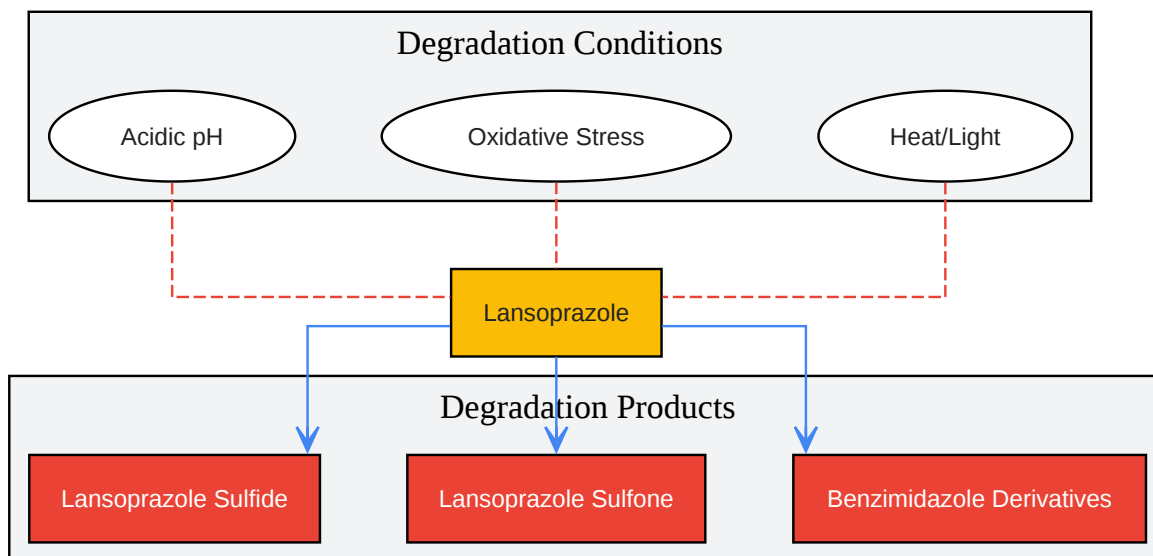 Degradation Conditions
Acidic pH
Oxidative Stress
Heat/Light
Lansoprazole
Degradation Products
Lansoprazole Sulfide
Lansoprazole Sulfone
Benzimidazole Derivatives